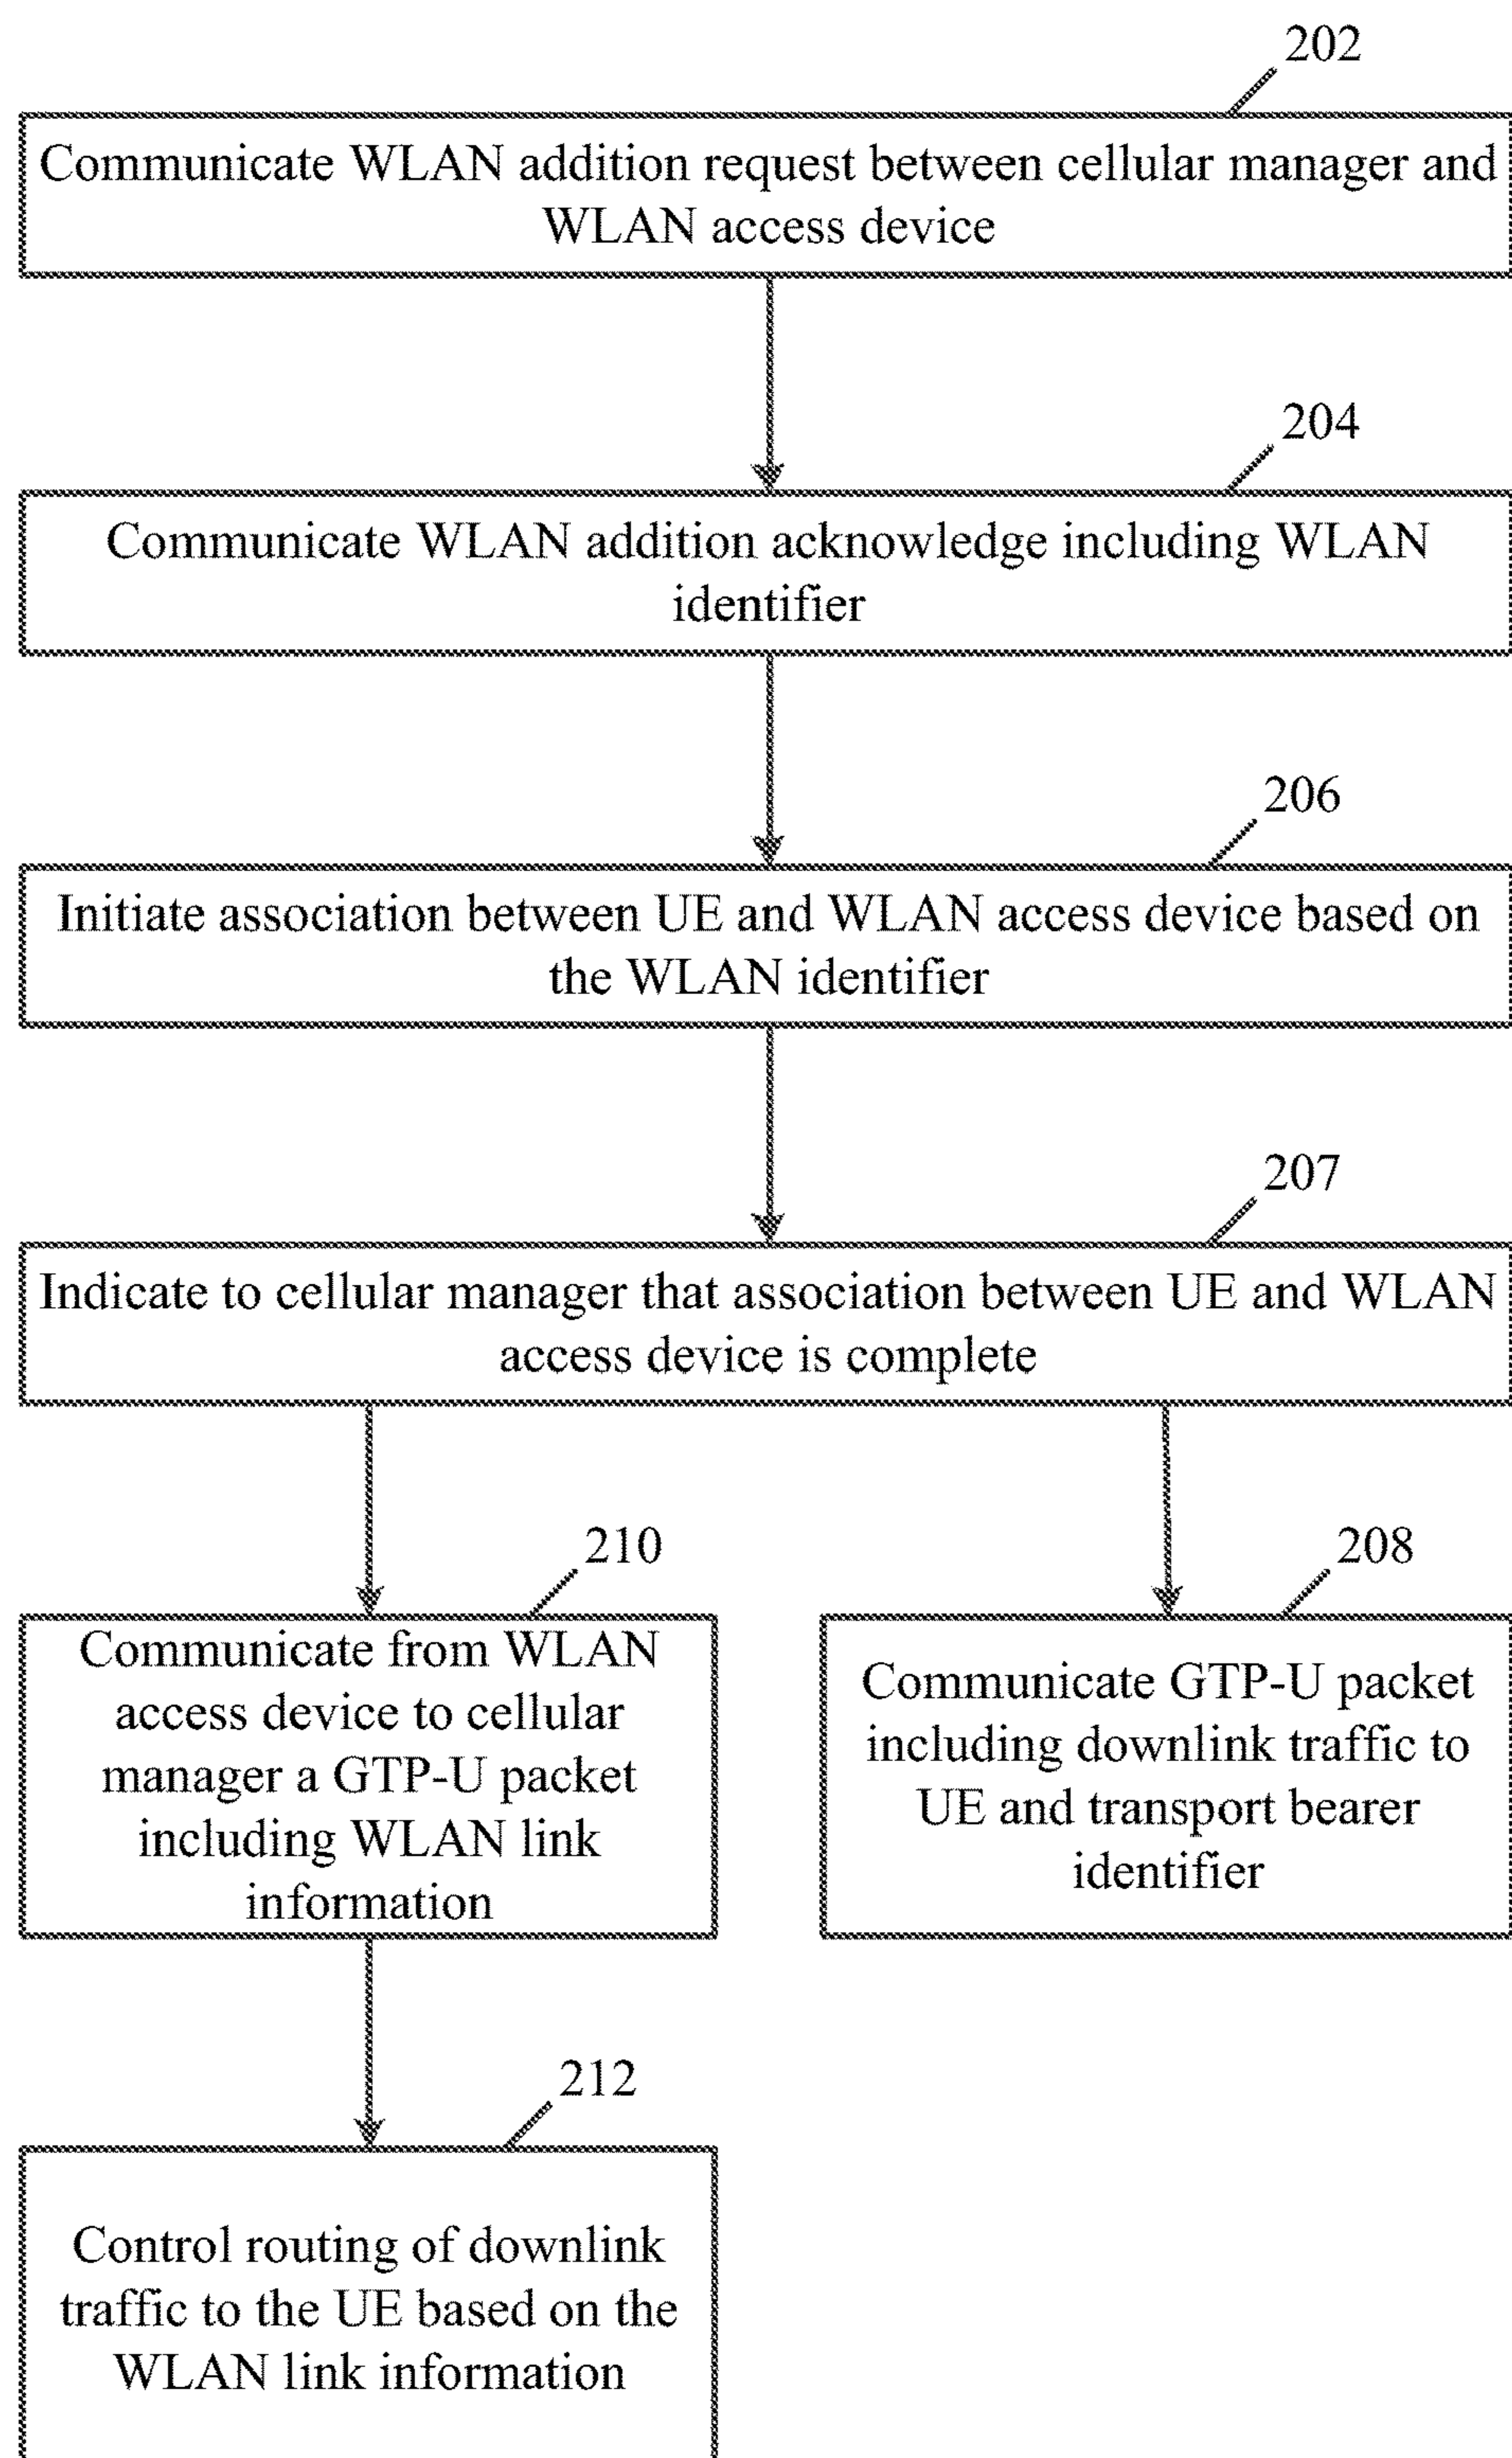 202
Communicate WLAN addition request between cellular manager and
WLAN access device
204
Communicate WLAN addition acknowledge including WLAN
identifier
206
Initiate association between UE and WLAN access device based on
the WLAN identifier
207
Indicate to cellular manager that association between UE and WLAN
access device is complete
210
Communicate from WLAN
access device to cellular
manager a GTP-U packet
including WLAN link
information
208
Communicate GTP-U packet
including downlink traffic to
UE and transport bearer
identifier
212
Control routing of downlink
traffic to the UE based on the
WLAN link information